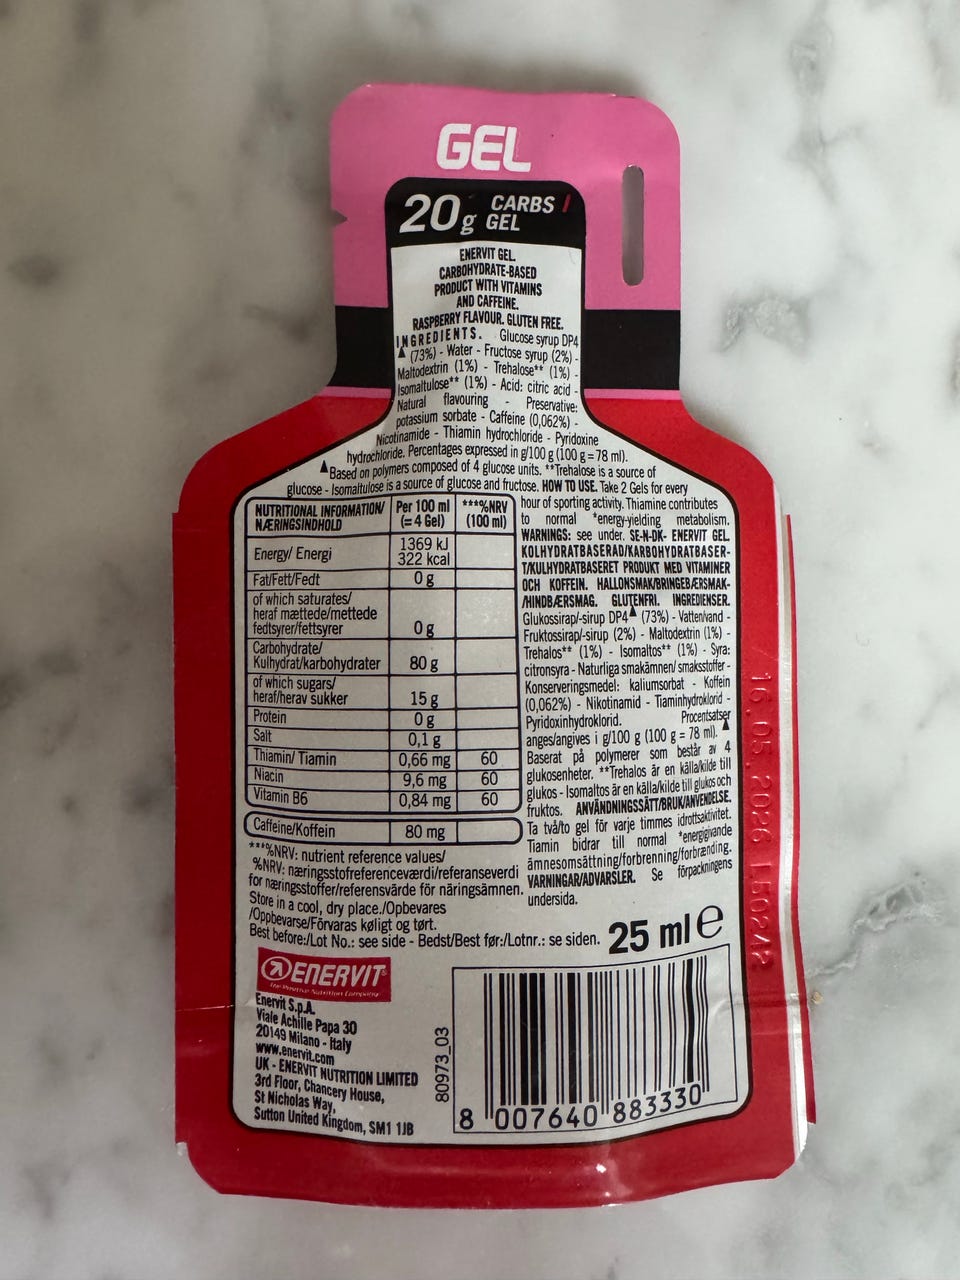 GEL
20g CARBS / GEL
ENERVIT GEL.
CARBOHYDRATE-BASED
PRODUCT WITH VITAMINS
AND CAFFEINE.
RASPBERRY FLAVOUR. GLUTEN FREE.
INGREDIENTS. Glucose syrup DP4
▲ (73%) - Water - Fructose syrup (2%) -
Maltodextrin (1%) - Trehalose** (1%) -
Isomaltulose** (1%) - Acid: citric acid -
Natural flavouring - Preservative:
potassium sorbate - Caffeine (0,062%) -
Nicotinamide - Thiamin hydrochloride - Pyridoxine
hydrochloride. Percentages expressed in g/100 g (100 g = 78 ml).
▲Based on polymers composed of 4 glucose units. **Trehalose is a source of
glucose - Isomaltulose is a source of glucose and fructose. HOW TO USE. Take 2 Gels for every
hour of sporting activity. Thiamine contributes
to normal *energy-yielding metabolism.
WARNINGS: see under. SE-N-DK- ENERVIT GEL.
KOLHYDRATBASERAD/KARBOHYDRATBASER-
T/KULHYDRATBASERET PRODUKT MED VITAMINER
OCH KOFFEIN. HALLONSMAK/BRINGEBÆRSMAK-
/HINDBÆRSMAG. GLUTENFRI. INGREDIENSER.
Glukossirap/-sirup DP4▲ (73%) - Vatten/vand -
Fruktossirap/-sirup (2%) - Maltodextrin (1%) -
Trehalos** (1%) - Isomaltos** (1%) - Syra:
citronsyra - Naturliga smakämnen/ smaksstoffer -
Konserveringsmedel: kaliumsorbat - Koffein
(0,062%) - Nikotinamid - Tiaminhydroklorid -
Pyridoxinhydroklorid. Procentsatser
anges/angives i g/100 g (100 g = 78 ml). ▲
Baserat på polymerer som består av 4
glukosenheter. **Trehalos är en källa/kilde till
glukos - Isomaltos är en källa/kilde till glukos och
fruktos. ANVÄNDNINGSSÄTT/BRUK/ANVENDELSE.
Ta två/to gel för varje timmes idrottsaktivitet.
Tiamin bidrar till normal *energigivande
ämnesomsättning/forbrenning/forbrænding.
VARNINGAR/ADVARSLER. Se förpackningens
undersida.
NUTRITIONAL INFORMATION/ NÆRINGSINDHOLD Per 100 ml (= 4 Gel) ***%NRV (100 ml)
Energy/ Energi 1369 kJ 322 kcal
Fat/Fett/Fedt 0 g
of which saturates/
heraf mættede/mettede
fedtsyrer/fettsyrer 0 g
Carbohydrate/
Kulhydrat/karbohydrater 80 g
of which sugars/
heraf/herav sukker 15 g
Protein 0 g
Salt 0,1 g
Thiamin/ Tiamin 0,66 mg 60
Niacin 9,6 mg 60
Vitamin B6 0,84 mg 60
Caffeine/Koffein 80 mg
***%NRV: nutrient reference values/
%NRV: næringsstofreferenceværdi/referanseverdi
for næringsstoffer/referensvärde för näringsämnen.
Store in a cool, dry place./Opbevares
/Oppbevarse/Förvaras køligt og tørt.
Best before:/Lot No.: see side - Bedst/Best før:/Lotnr.: se siden.
25 ml e
16.05.2026 L50242
ENERVIT®
The Positive Nutrition Company
Enervit S.p.A.
Viale Achille Papa 30
20149 Milano - Italy
www.enervit.com
UK - ENERVIT NUTRITION LIMITED
3rd Floor, Chancery House,
St Nicholas Way,
Sutton United Kingdom, SM1 1JB
80973_03
8 007640 883330